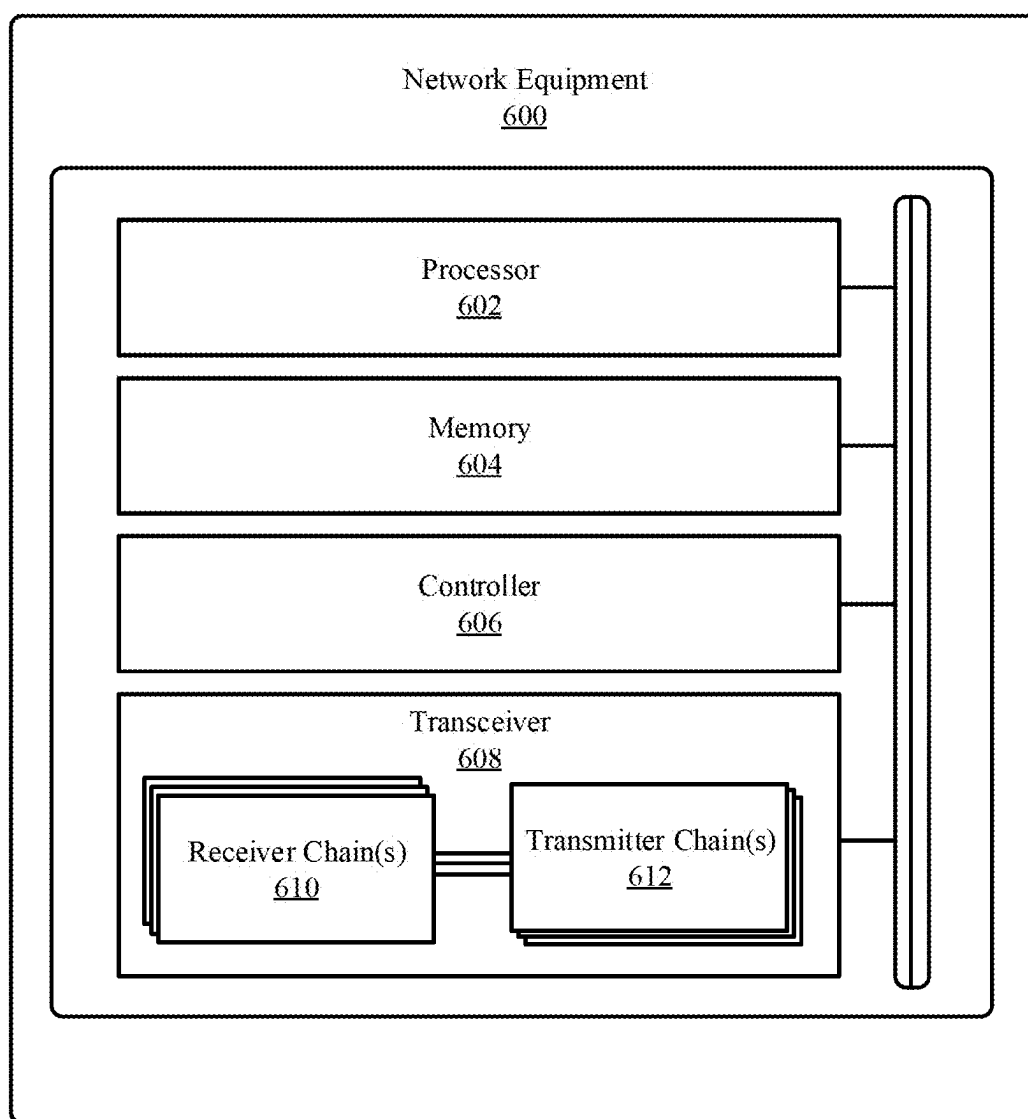 Network Equipment
600
Processor
602
Memory
604
Controller
606
Transceiver
608
Receiver Chain(s)
610
Transmitter Chain(s)
612